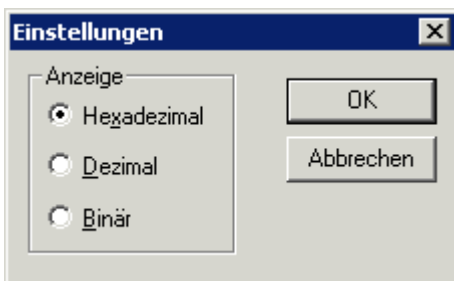 Einstellungen
Anzeige
Hexadezimal
Dezimal
Binär
OK
Abbrechen